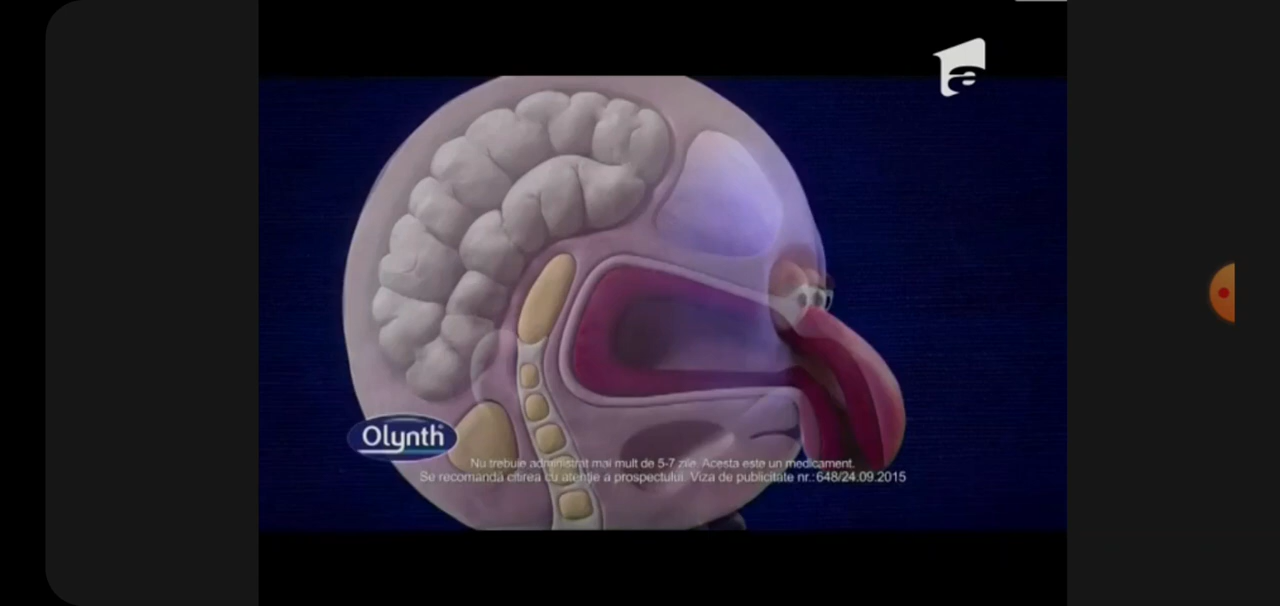 a
Olynth
Nu trebuie administrat mai mult de 5-7 zile. Acesta este un medicament.
Se recomandă citirea cu atenție a prospectului. Viza de publicitate nr.: 648/24.09.2015